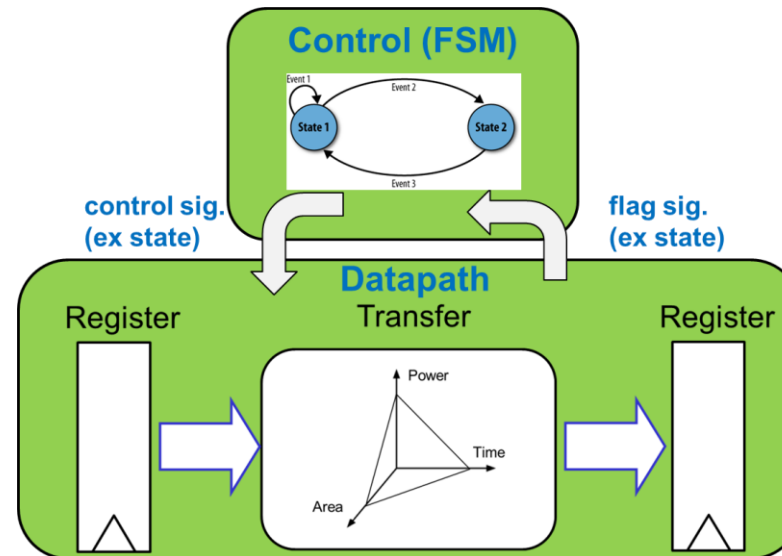 Control (FSM)
Event 1
Event 2
State 1
State 2
Event 3
control sig.
(ex state)
flag sig.
(ex state)
Datapath
Register
Transfer
Register
Power
Time
Area